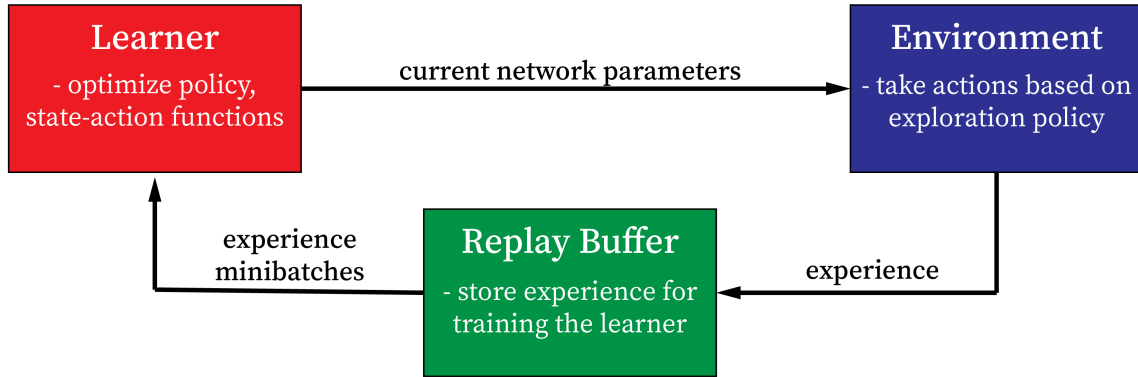 Learner
- optimize policy,
state-action functions
current network parameters
Environment
- take actions based on
exploration policy
experience
minibatches
Replay Buffer
- store experience for
training the learner
experience